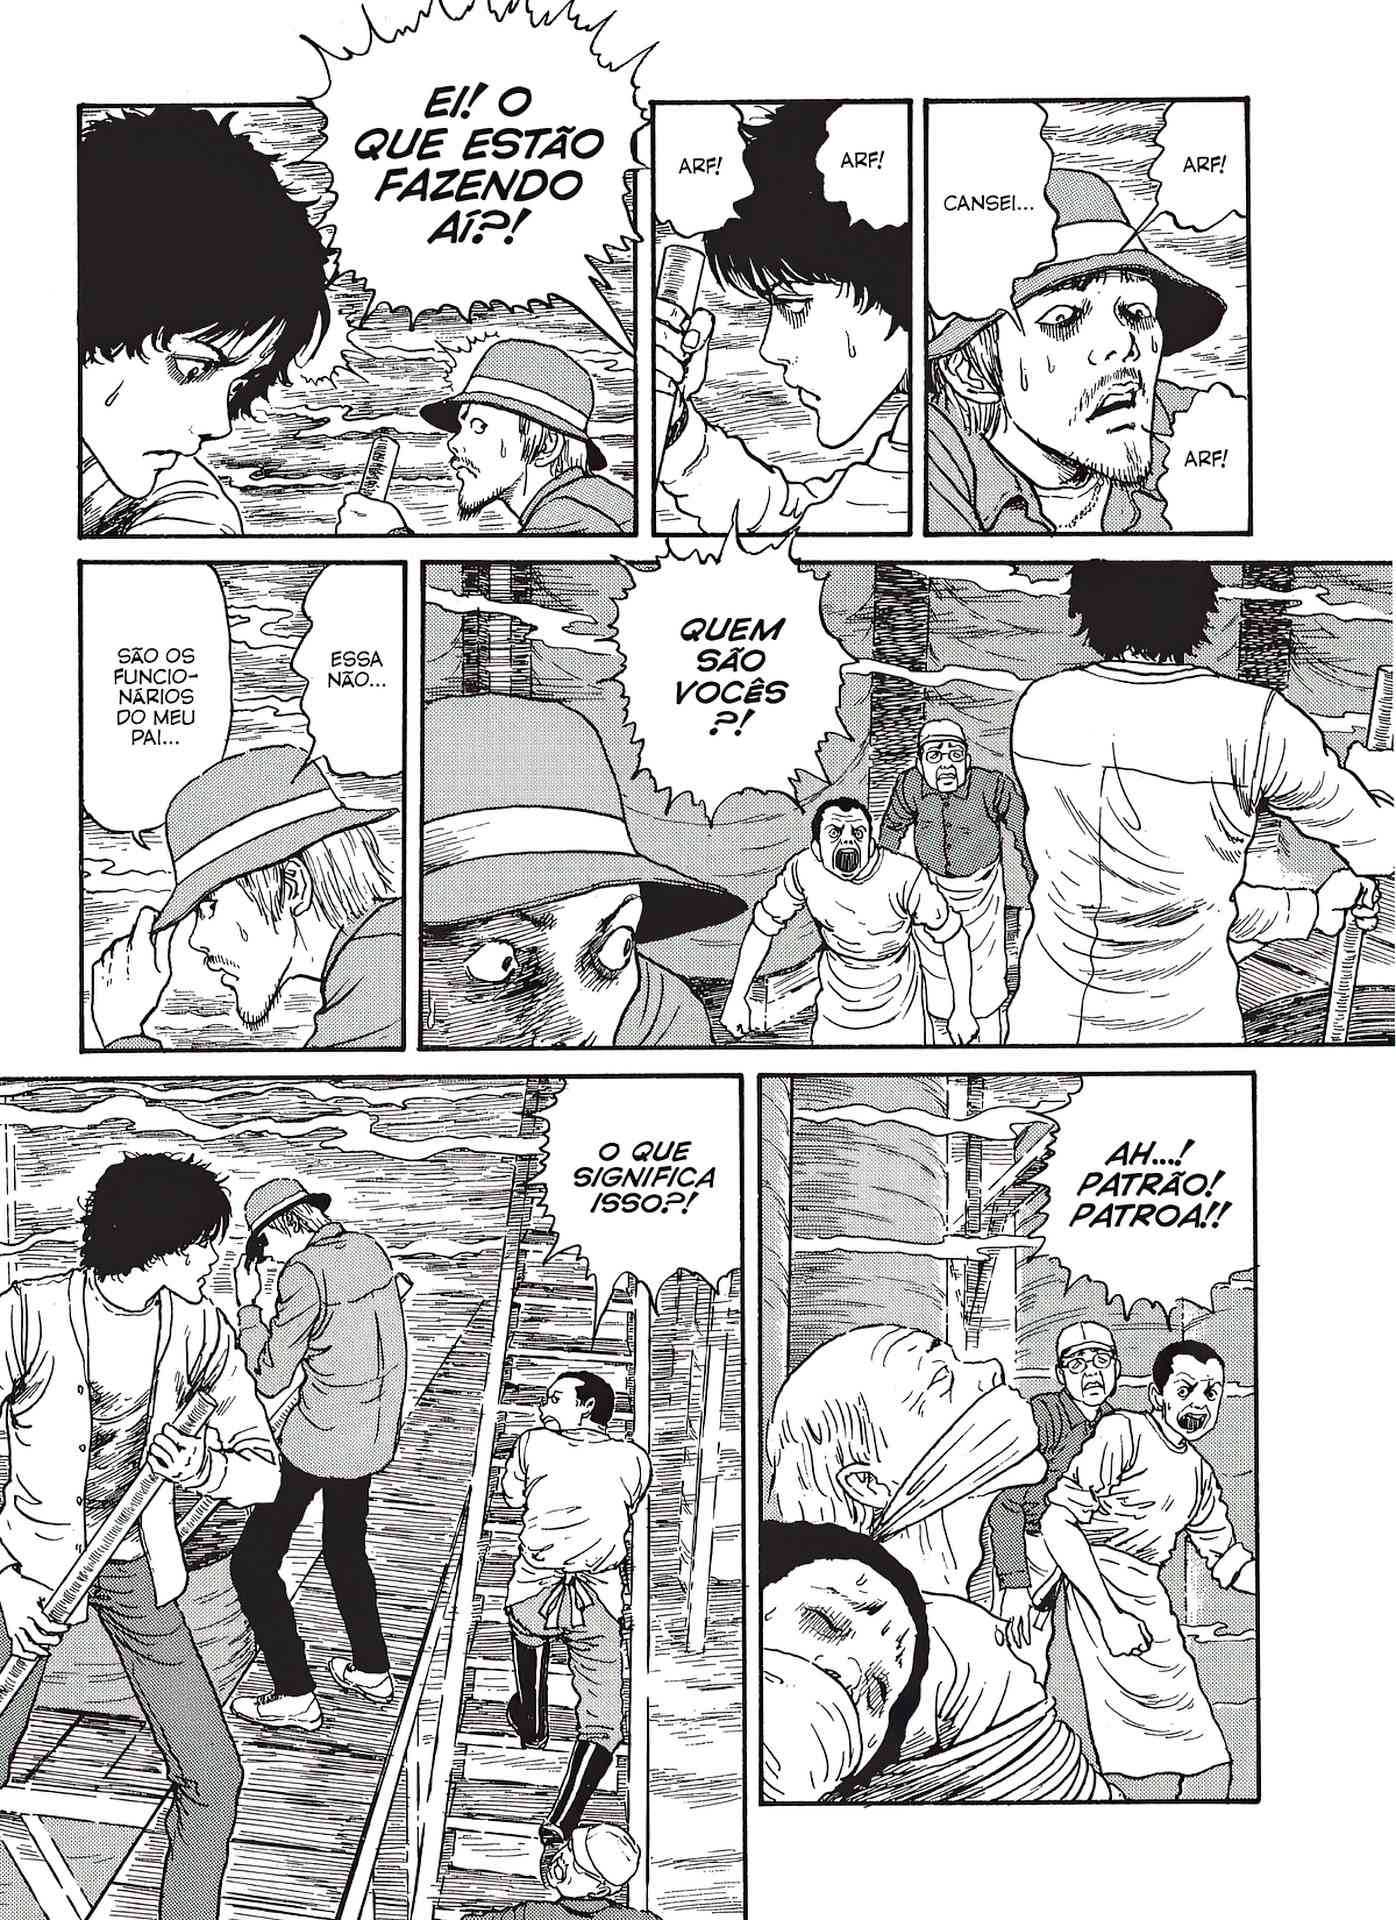 ARF!
CANSEI...
ARF!
ARF!
ARF!
EI! O
QUE ESTÃO
FAZENDO
AÍ?!
QUEM
SÃO
VOCÊS
?!
ESSA
NÃO...
SÃO OS
FUNCIO-
NÁRIOS
DO MEU
PAI...
AH...!
PATRÃO!
PATROA!!
O QUE
SIGNIFICA
ISSO?!